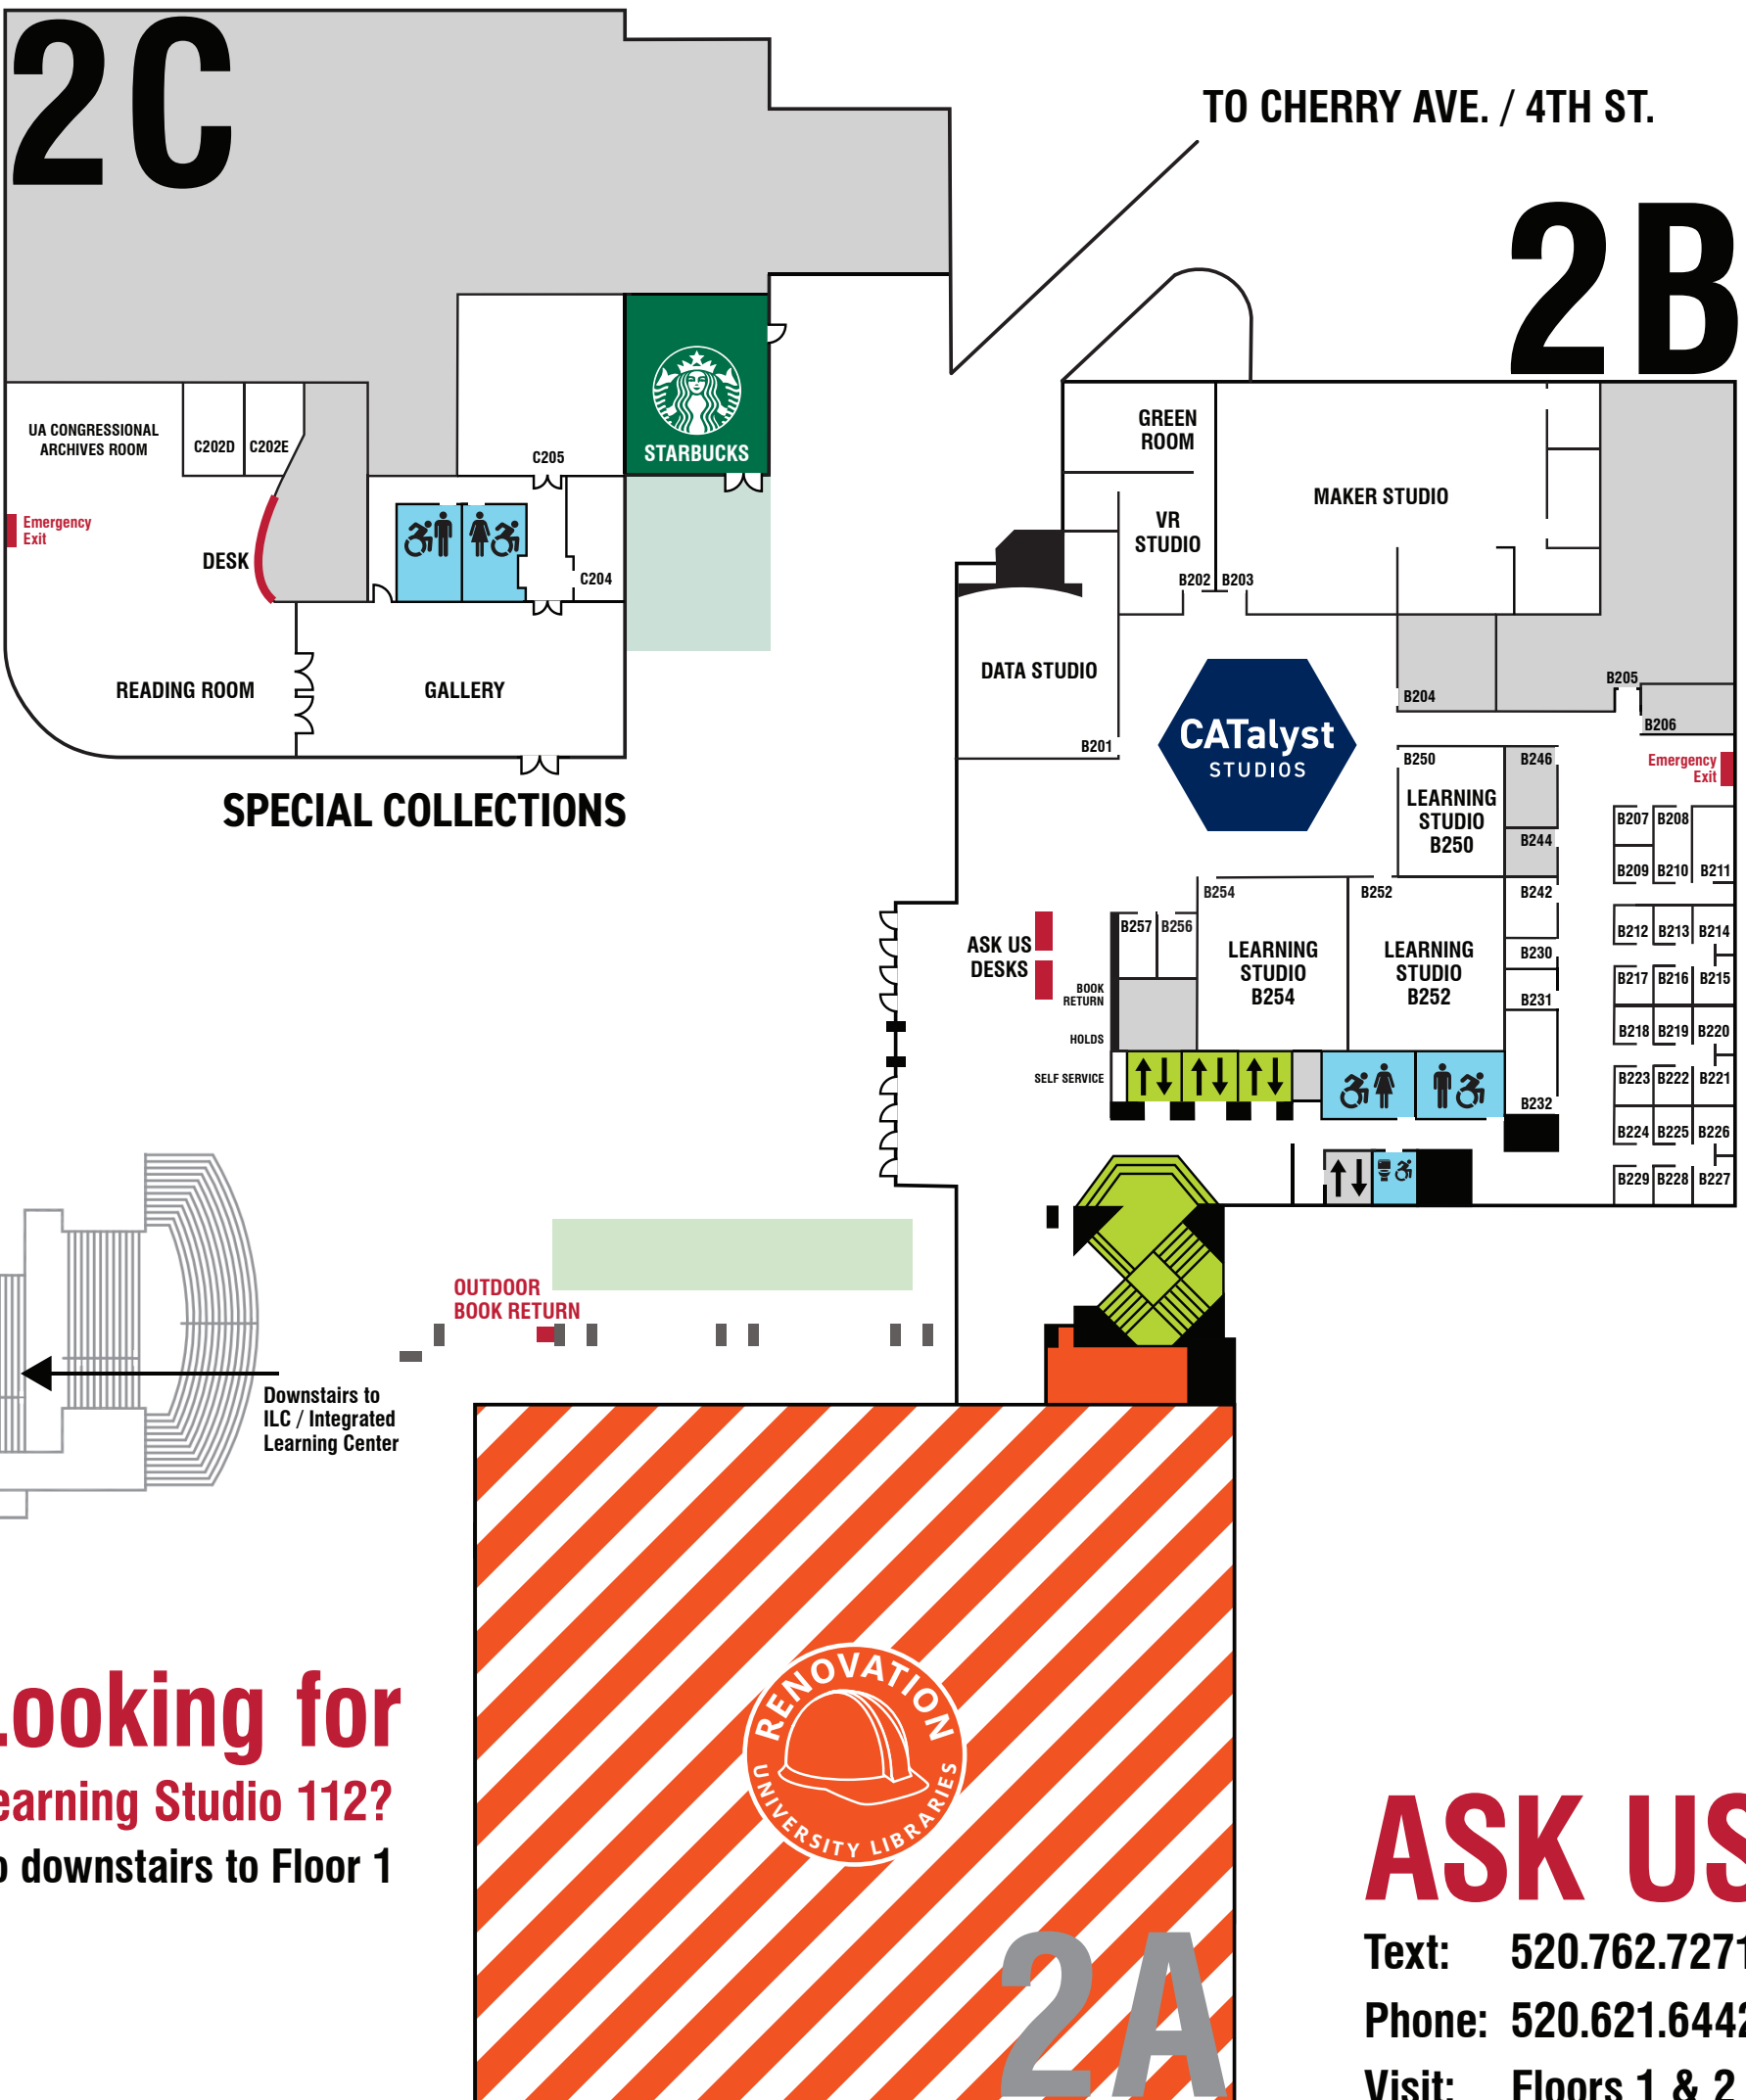 2C
TO CHERRY AVE. / 4TH ST.
2B
STARBUCKS
UA CONGRESSIONAL
ARCHIVES ROOM
C202D
C202E
C205
Emergency
Exit
DESK
C204
READING ROOM
GALLERY
SPECIAL COLLECTIONS
GREEN
ROOM
MAKER STUDIO
VR
STUDIO
B202
B203
DATA STUDIO
B201
CATalyst
STUDIOS
B204
B205
B206
Emergency
Exit
B250
LEARNING
STUDIO
B250
B246
B244
B207
B208
B209
B210
B211
B254
B252
B242
B257
B256
LEARNING
STUDIO
B254
LEARNING
STUDIO
B252
B230
B231
B232
ASK US
DESKS
BOOK
RETURN
HOLDS
SELF SERVICE
B212
B213
B214
B217
B216
B215
B218
B219
B220
B223
B222
B221
B224
B225
B226
B229
B228
B227
OUTDOOR
BOOK RETURN
Downstairs to
ILC / Integrated
Learning Center
RENOVATION
UNIVERSITY LIBRARIES
2A
Looking for
earning Studio 112?
o downstairs to Floor 1
ASK US
Text: 520.762.7271
Phone: 520.621.6442
Visit: Floors 1 & 2